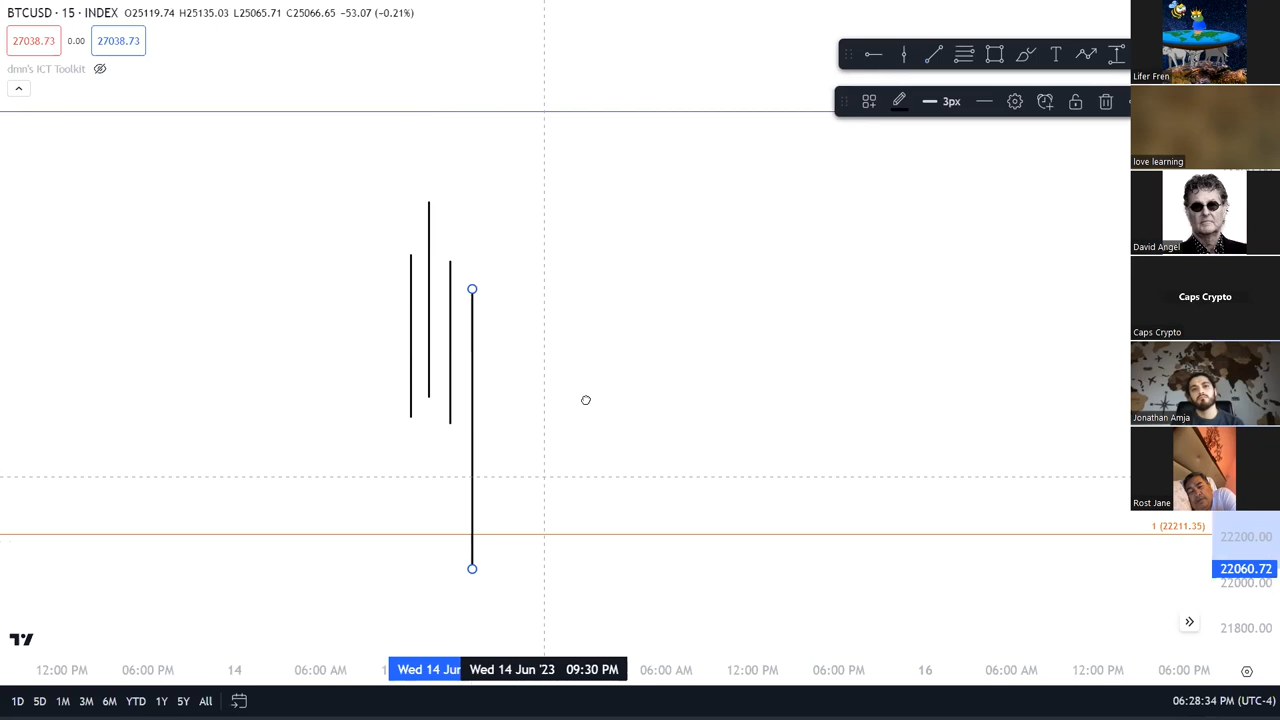 BTCUSD · 15 · INDEX O25119.74 H25135.03 L25065.71 C25066.65 −53.07 (−0.21%)
27038.73 0.00 27038.73
dmn's ICT Toolkit
T
3px
Lifer Fren
love learning
David Angel
Caps Crypto
Caps Crypto
Jonathan Amja
Rost Jane
1 (22211.35)
22200.00
22060.72
22000.00
21800.00
12:00 PM 06:00 PM 14 06:00 AM Wed 14 Jun Wed 14 Jun '23 09:30 PM 06:00 AM 12:00 PM 06:00 PM 16 06:00 AM 12:00 PM 06:00 PM
1D 5D 1M 3M 6M YTD 1Y 5Y All 06:28:34 PM (UTC-4)